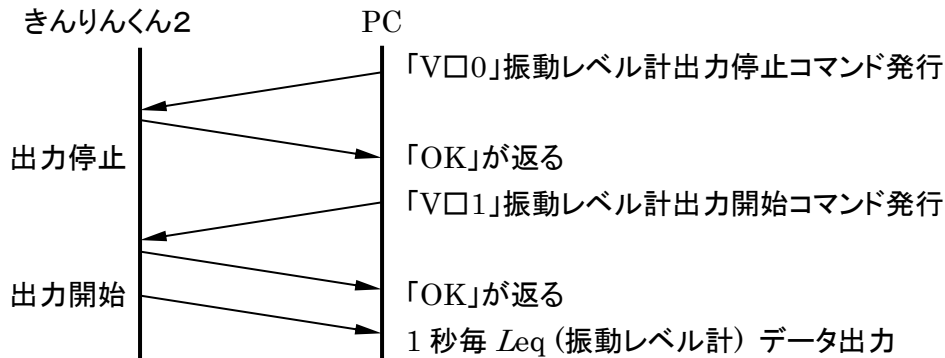 きんりんくん2 PC
「V□0」振動レベル計出力停止コマンド発行
出力停止 「OK」が返る
「V□1」振動レベル計出力開始コマンド発行
出力開始 「OK」が返る
1 秒毎 Leq (振動レベル計) データ出力